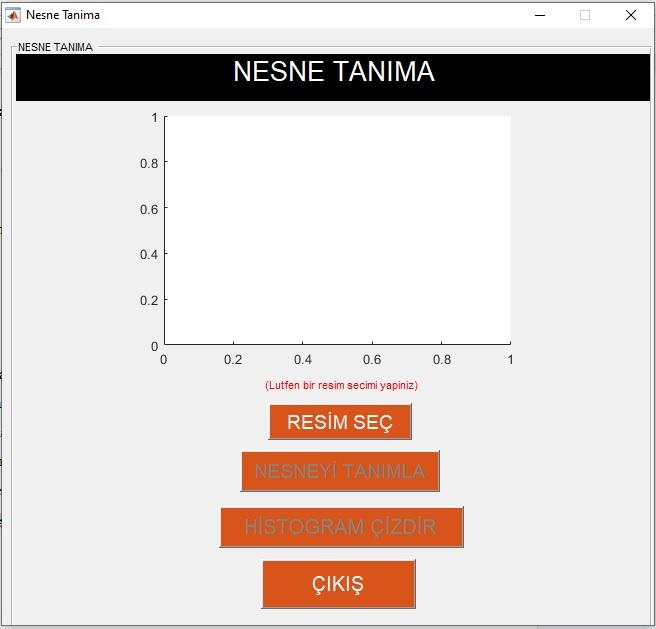 Nesne Tanima
NESNE TANIMA
NESNE TANIMA
1
0.8
0.6
0.4
0.2
0
0 0.2 0.4 0.6 0.8 1
(Lutfen bir resim secimi yapiniz)
RESİM SEÇ
NESNEYİ TANIMLA
HİSTOGRAM ÇİZDİR
ÇIKIŞ